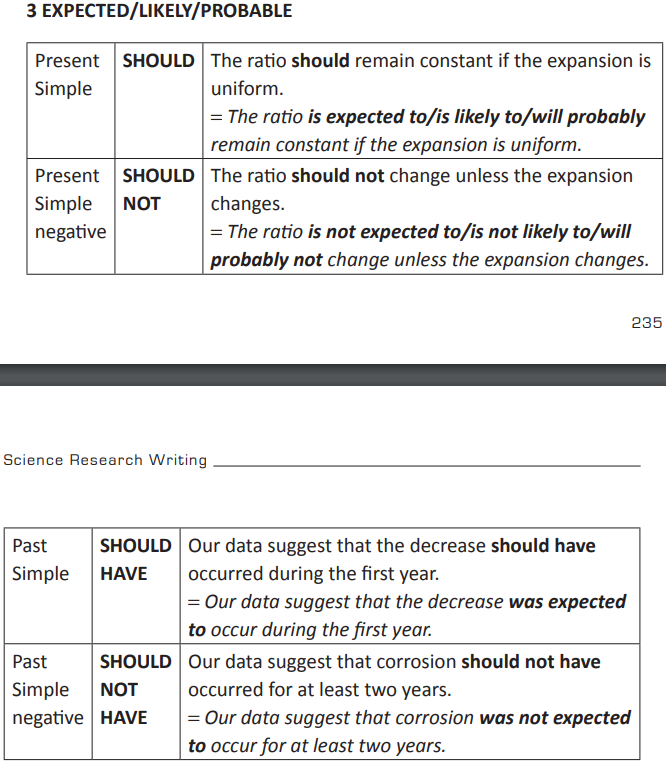 3 EXPECTED/LIKELY/PROBABLE
Present SHOULD The ratio should remain constant if the expansion is
Simple uniform.
= The ratio is expected to/is likely to/will probably
remain constant if the expansion is uniform.
Present SHOULD The ratio should not change unless the expansion
Simple NOT changes.
negative = The ratio is not expected to/is not likely to/will
probably not change unless the expansion changes.
235
Science Research Writing
Past SHOULD Our data suggest that the decrease should have
Simple HAVE occurred during the first year.
= Our data suggest that the decrease was expected
to occur during the first year.
Past SHOULD Our data suggest that corrosion should not have
Simple NOT occurred for at least two years.
negative HAVE = Our data suggest that corrosion was not expected
to occur for at least two years.